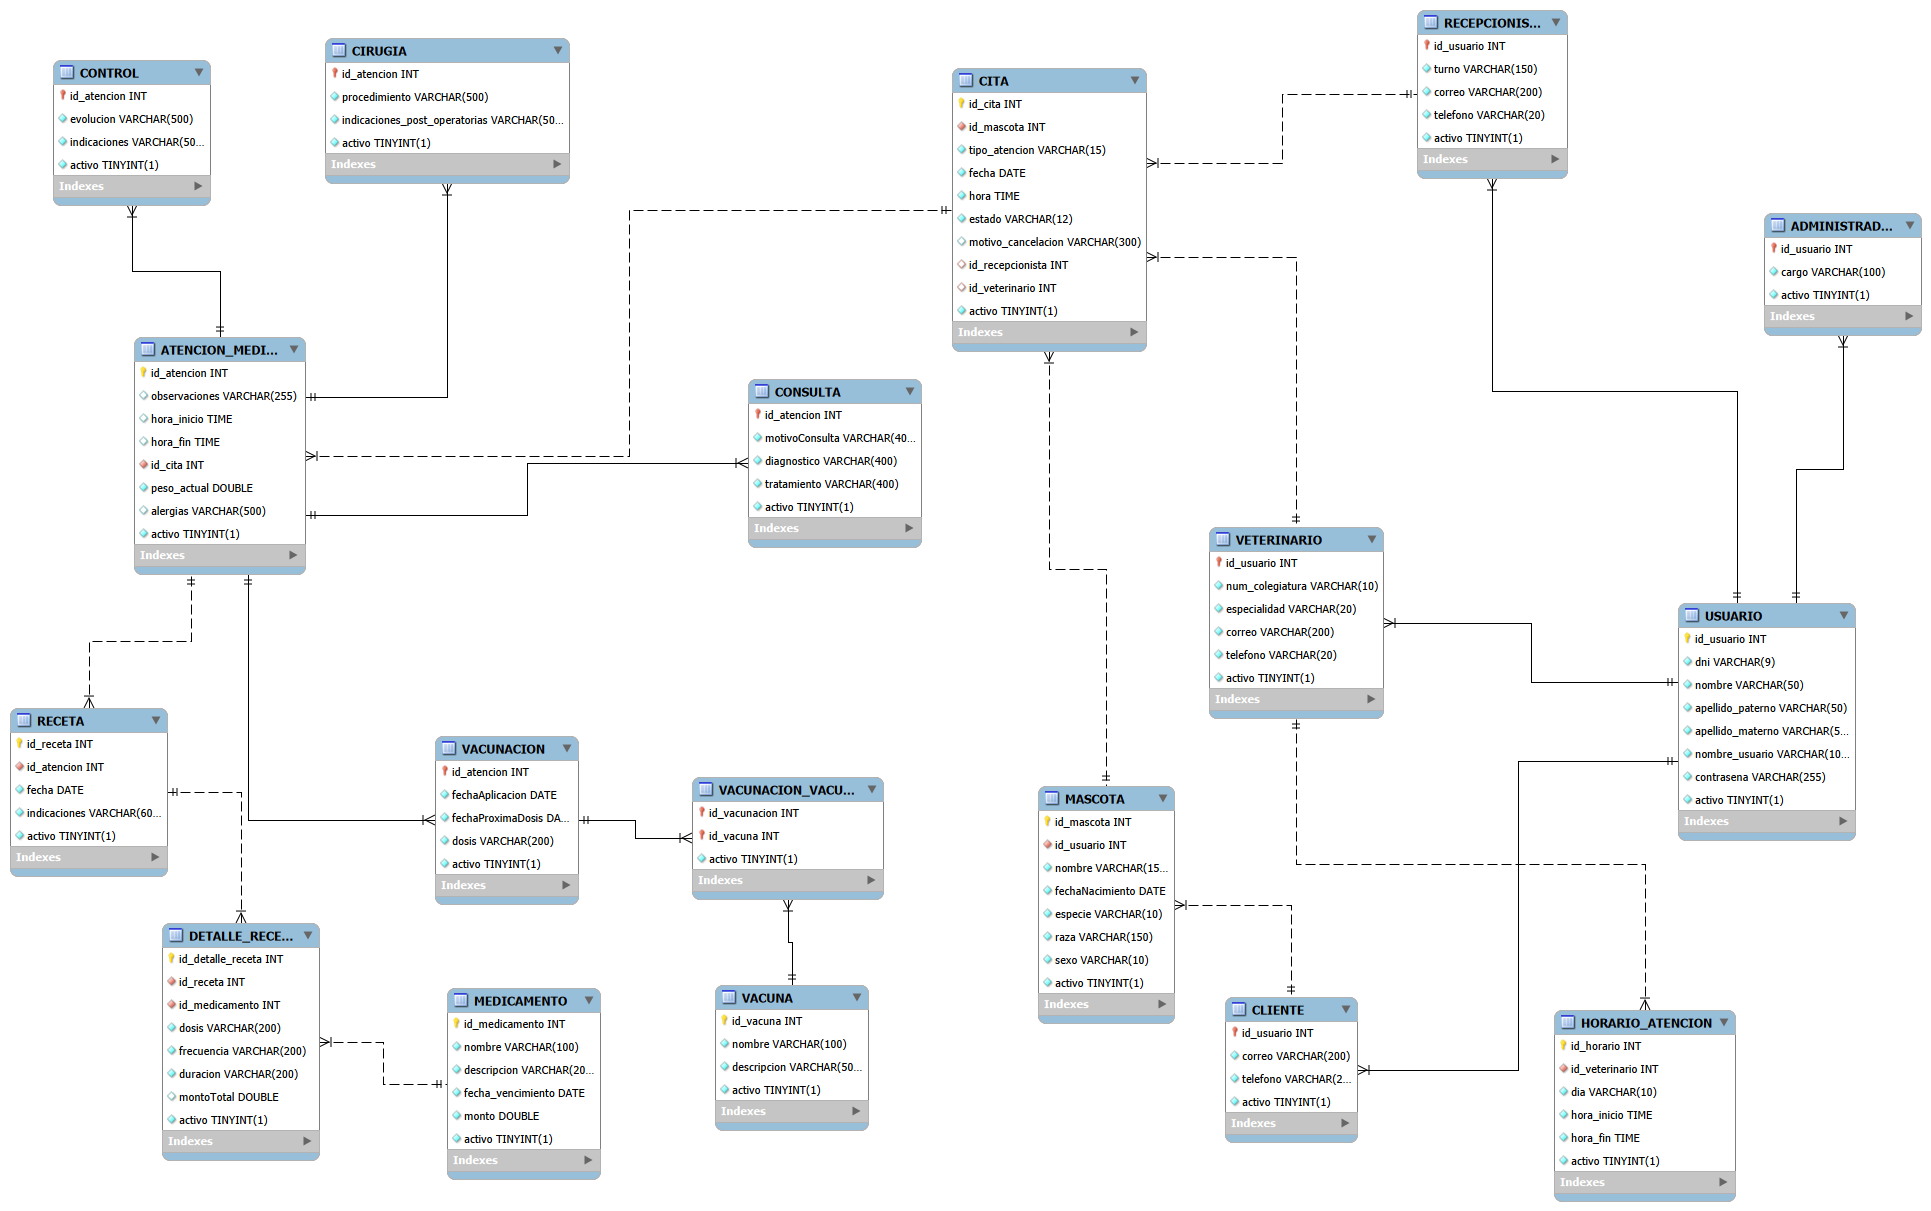 CONTROL
id_atencion INT
evolucion VARCHAR(500)
indicaciones VARCHAR(50...
activo TINYINT(1)
Indexes
CIRUGIA
id_atencion INT
procedimiento VARCHAR(500)
indicaciones_post_operatorias VARCHAR(50...
activo TINYINT(1)
Indexes
CITA
id_cita INT
id_mascota INT
tipo_atencion VARCHAR(15)
fecha DATE
hora TIME
estado VARCHAR(12)
motivo_cancelacion VARCHAR(300)
id_recepcionista INT
id_veterinario INT
activo TINYINT(1)
Indexes
RECEPCIONIS...
id_usuario INT
turno VARCHAR(150)
correo VARCHAR(200)
telefono VARCHAR(20)
activo TINYINT(1)
Indexes
ADMINISTRAD...
id_usuario INT
cargo VARCHAR(100)
activo TINYINT(1)
Indexes
ATENCION_MEDI...
id_atencion INT
observaciones VARCHAR(255)
hora_inicio TIME
hora_fin TIME
id_cita INT
peso_actual DOUBLE
alergias VARCHAR(500)
activo TINYINT(1)
Indexes
CONSULTA
id_atencion INT
motivoConsulta VARCHAR(40...
diagnostico VARCHAR(400)
tratamiento VARCHAR(400)
activo TINYINT(1)
Indexes
VETERINARIO
id_usuario INT
num_colegiatura VARCHAR(10)
especialidad VARCHAR(20)
correo VARCHAR(200)
telefono VARCHAR(20)
activo TINYINT(1)
Indexes
USUARIO
id_usuario INT
dni VARCHAR(9)
nombre VARCHAR(50)
apellido_paterno VARCHAR(50)
apellido_materno VARCHAR(5...
nombre_usuario VARCHAR(10...
contrasena VARCHAR(255)
activo TINYINT(1)
Indexes
RECETA
id_receta INT
id_atencion INT
fecha DATE
indicaciones VARCHAR(60...
activo TINYINT(1)
Indexes
VACUNACION
id_atencion INT
fechaAplicacion DATE
fechaProximaDosis DA...
dosis VARCHAR(200)
activo TINYINT(1)
Indexes
VACUNACION_VACU...
id_vacunacion INT
id_vacuna INT
activo TINYINT(1)
Indexes
MASCOTA
id_mascota INT
id_usuario INT
nombre VARCHAR(15...
fechaNacimiento DATE
especie VARCHAR(10)
raza VARCHAR(150)
sexo VARCHAR(10)
activo TINYINT(1)
Indexes
DETALLE_RECE...
id_detalle_receta INT
id_receta INT
id_medicamento INT
dosis VARCHAR(200)
frecuencia VARCHAR(200)
duracion VARCHAR(200)
montoTotal DOUBLE
activo TINYINT(1)
Indexes
MEDICAMENTO
id_medicamento INT
nombre VARCHAR(100)
descripcion VARCHAR(20...
fecha_vencimiento DATE
monto DOUBLE
activo TINYINT(1)
Indexes
VACUNA
id_vacuna INT
nombre VARCHAR(100)
descripcion VARCHAR(50...
activo TINYINT(1)
Indexes
CLIENTE
id_usuario INT
correo VARCHAR(200)
telefono VARCHAR(2...
activo TINYINT(1)
Indexes
HORARIO_ATENCION
id_horario INT
id_veterinario INT
dia VARCHAR(10)
hora_inicio TIME
hora_fin TIME
activo TINYINT(1)
Indexes